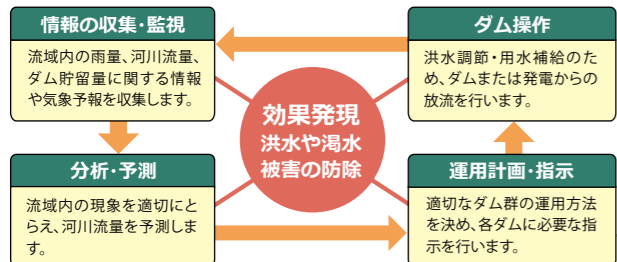 情報の収集・監視
流域内の雨量、河川流量、
ダム貯留量に関する情報
や気象予報を収集します。
ダム操作
洪水調節・用水補給のた
め、ダムまたは発電からの
放流を行います。
効果発現
洪水や渇水
被害の防除
分析・予測
流域内の現象を適切にと
らえ、河川流量を予測しま
す。
運用計画・指示
適切なダム群の運用方法
を決め、各ダムに必要な指
示を行います。